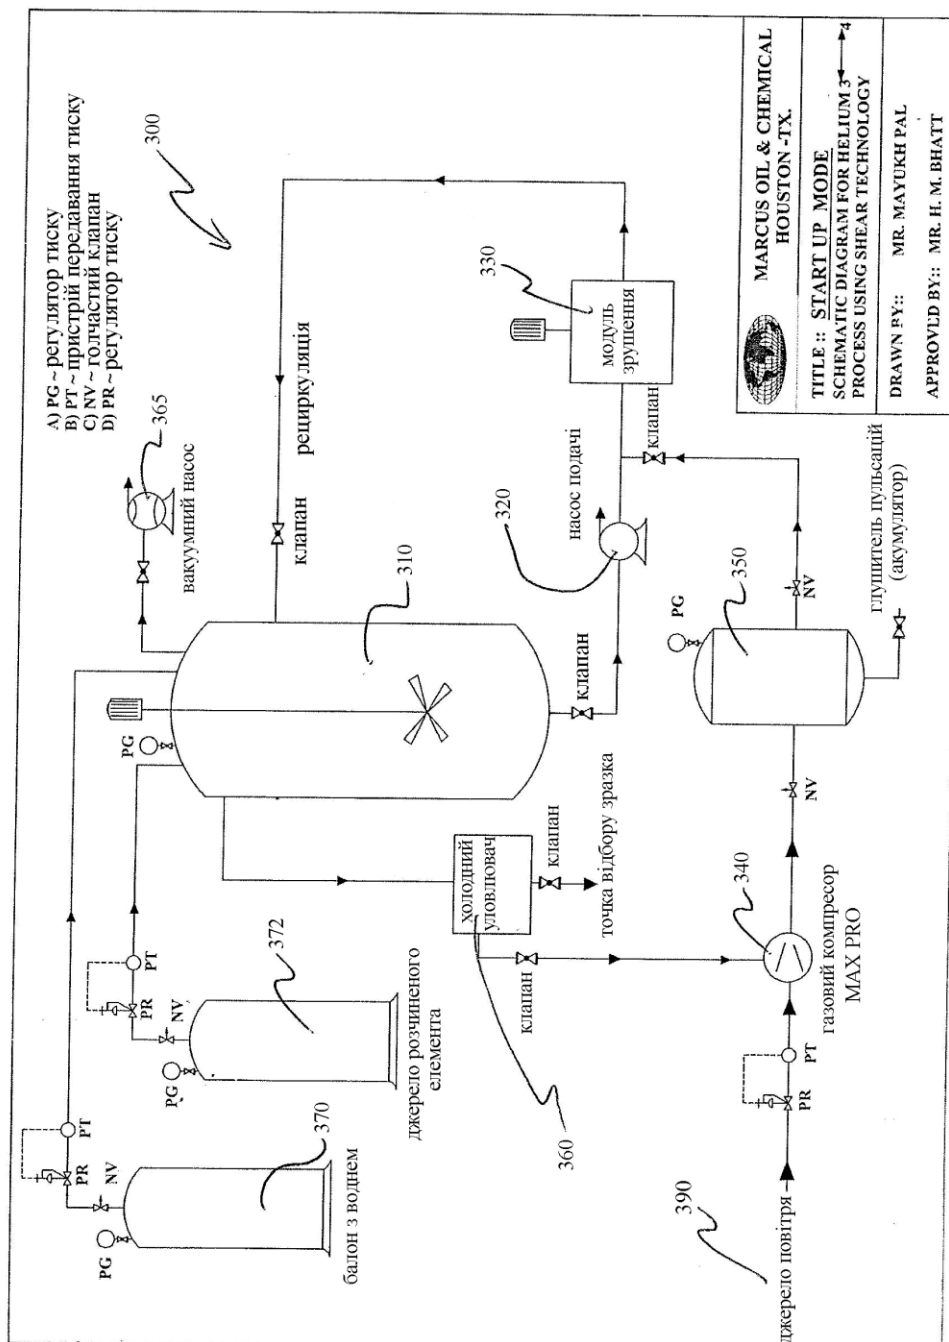 A) PG ~ регулятор тиску
B) PT ~ пристрій передавання тиску
C) NV ~ голчастий клапан
D) PR ~ регулятор тиску
300
365
вакуумний насос
рециркуляція
клапан
310
330
модуль
зрушення
насос подачі
320
клапан
клапан
PG
PG
350
NV
глушитель пульсацій
(акумулятор)
NV
холодний
уловлювач
клапан
точка відбору зразка
клапан
360
340
газовий компресор
MAX PRO
PT
PR
390
джерело повітря
PT
PR
NV
PG
372
джерело розчиненого
елемента
PT
PR
NV
PG
370
балон з воднем
MARCUS OIL & CHEMICAL
HOUSTON -TX.
TITLE :: START UP MODE
SCHEMATIC DIAGRAM FOR HELIUM 3 4
PROCESS USING SHEAR TECHNOLOGY
DRAWN BY:: MR. MAYUKH PAL
APPROVED BY:: MR. H. M. BHATT